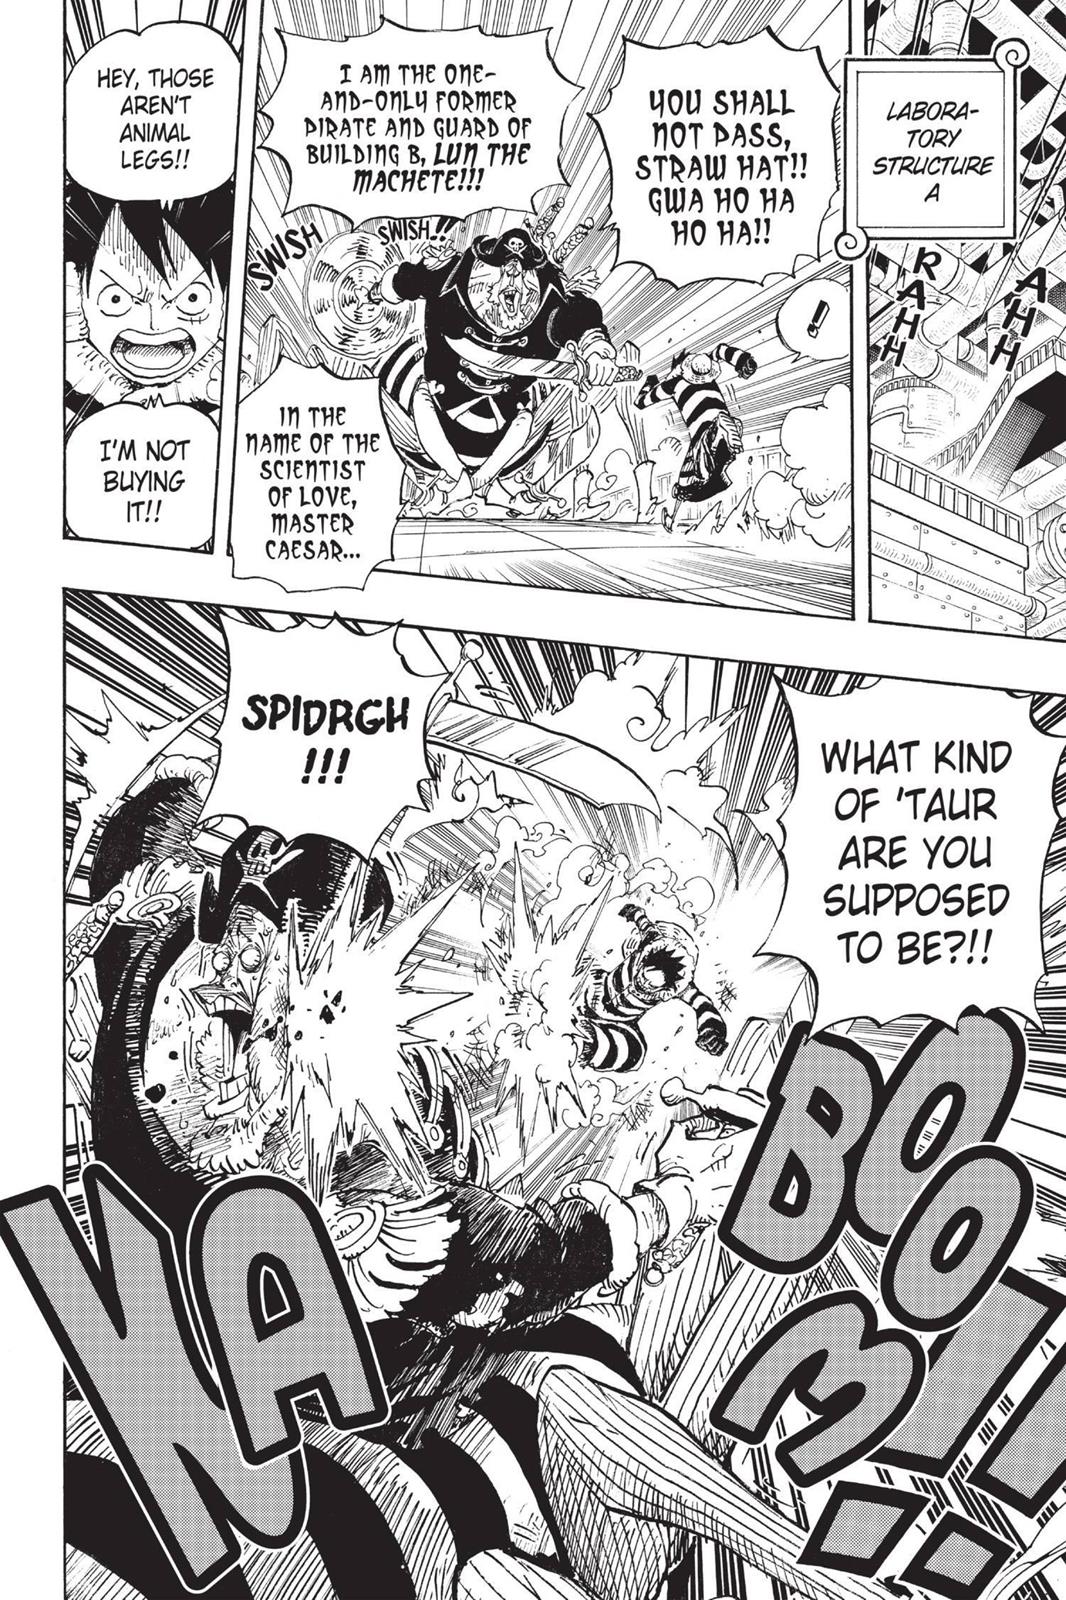 LABORA-
TORY
STRUCTURE
A
RAHH
AHH
YOU SHALL
NOT PASS,
STRAW HAT!!
GWA HO HA
HO HA!!
!
I AM THE ONE-
AND-ONLY FORMER
PIRATE AND GUARD OF
BUILDING B, LUN THE
MACHETE!!!
SWISH!!
SWISH
IN THE
NAME OF THE
SCIENTIST
OF LOVE,
MASTER
CAESAR...
HEY, THOSE
AREN'T
ANIMAL
LEGS!!
I'M NOT
BUYING
IT!!
WHAT KIND
OF 'TAUR
ARE YOU
SUPPOSED
TO BE?!!
SPIDRGH
!!!
KA
BOOM!!